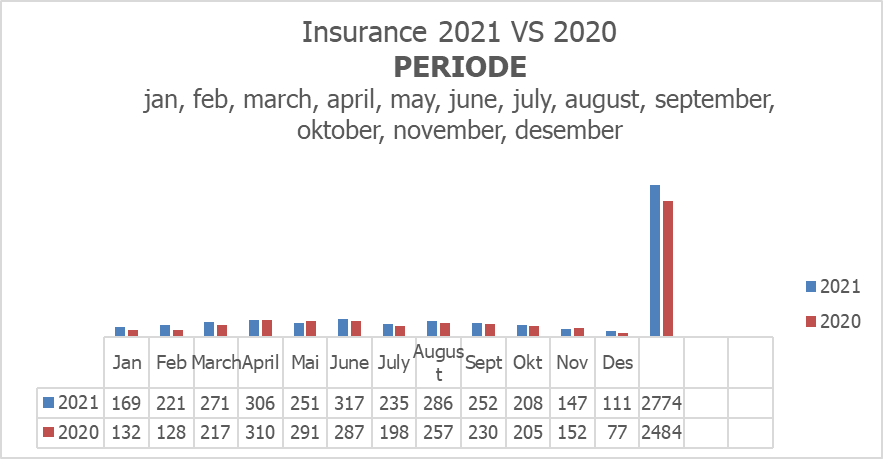 Insurance 2021 VS 2020
PERIODE
jan, feb, march, april, may, june, july, august, september,
oktober, november, desember
2021
2020
Jan Feb March April Mai June July August Sept Okt Nov Des
2021 169 221 271 306 251 317 235 286 252 208 147 111 2774
2020 132 128 217 310 291 287 198 257 230 205 152 77 2484